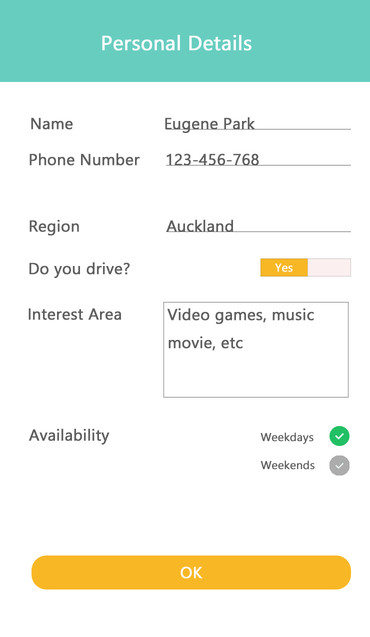 Personal Details
Name Eugene Park
Phone Number 123-456-768
Region Auckland
Do you drive? Yes
Interest Area Video games, music
movie, etc
Availability Weekdays
Weekends
OK